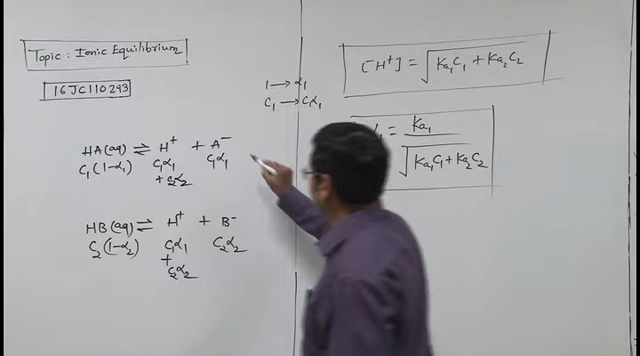 Topic : Ionic Equilibrium
16JC110293
1 → α₁
C₁ → C₁α₁
HA(aq) ⇌ H⁺ + A⁻
C₁(1-α₁) C₁α₁ C₁α₁
+ C₂α₂
HB(aq) ⇌ H⁺ + B⁻
C₂(1-α₂) C₁α₁ C₂α₂
+
C₂α₂
[H⁺] = √Ka₁C₁ + Ka₂C₂
= Ka₁
√Ka₁C₁ + Ka₂C₂